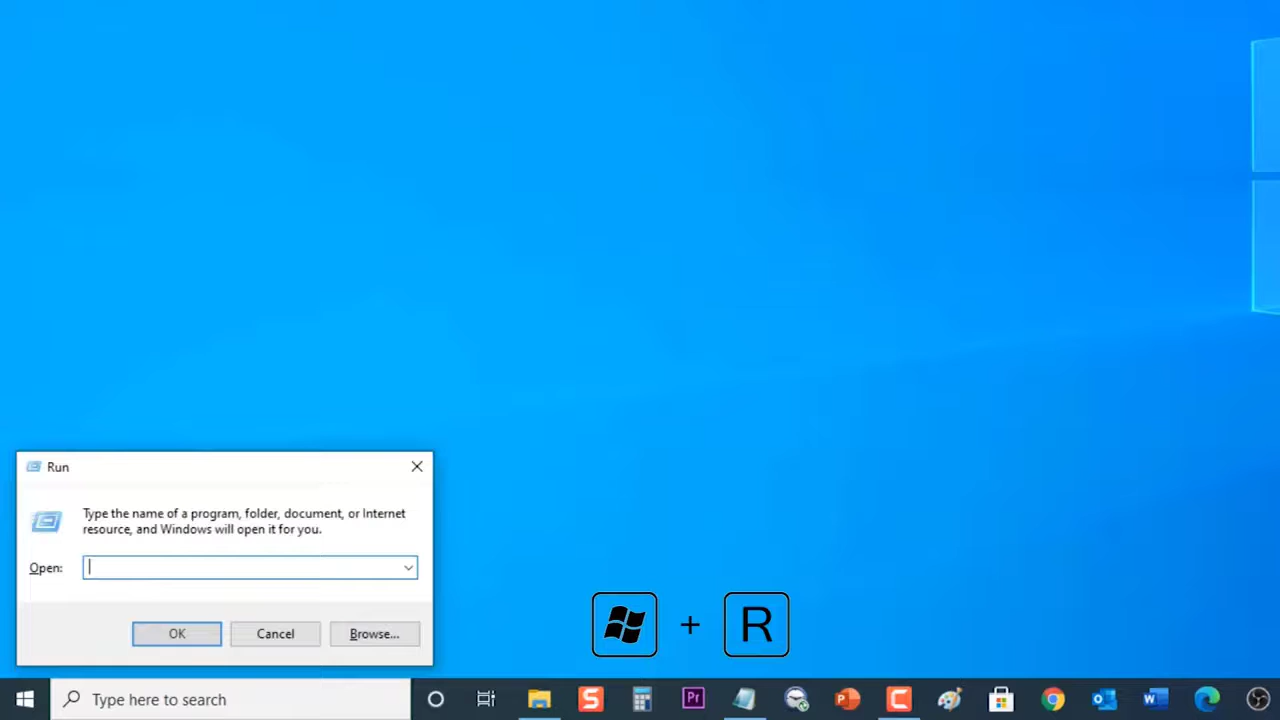 Run
Type the name of a program, folder, document, or Internet
resource, and Windows will open it for you.
Open:
OK Cancel Browse...
+ R
Type here to search
S Pr P C W